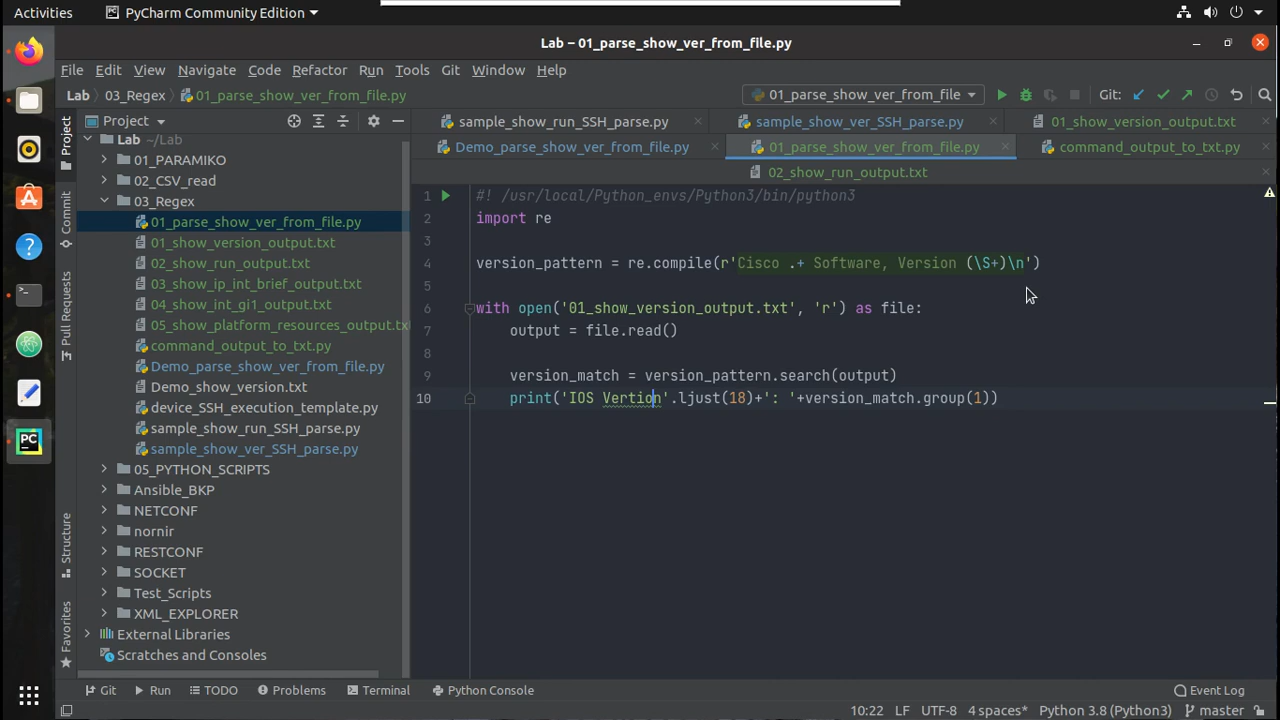 Activities PyCharm Community Edition
Lab – 01_parse_show_ver_from_file.py
File Edit View Navigate Code Refactor Run Tools Git Window Help
Lab 03_Regex 01_parse_show_ver_from_file.py 01_parse_show_ver_from_file Git:
Project
sample_show_run_SSH_parse.py sample_show_ver_SSH_parse.py 01_show_version_output.txt
Demo_parse_show_ver_from_file.py 01_parse_show_ver_from_file.py command_output_to_txt.py
02_show_run_output.txt
Project
Commit
Pull Requests
Structure
Favorites
Lab ~/Lab
01_PARAMIKO
02_CSV_read
03_Regex
01_parse_show_ver_from_file.py
01_show_version_output.txt
02_show_run_output.txt
03_show_ip_int_brief_output.txt
04_show_int_gi1_output.txt
05_show_platform_resources_output.tx
command_output_to_txt.py
Demo_parse_show_ver_from_file.py
Demo_show_version.txt
device_SSH_execution_template.py
sample_show_run_SSH_parse.py
sample_show_ver_SSH_parse.py
05_PYTHON_SCRIPTS
Ansible_BKP
NETCONF
nornir
RESTCONF
SOCKET
Test_Scripts
XML_EXPLORER
External Libraries
Scratches and Consoles
1 #! /usr/local/Python_envs/Python3/bin/python3
2 import re
3
4 version_pattern = re.compile(r'Cisco .+ Software, Version (\S+)\n')
5
6 with open('01_show_version_output.txt', 'r') as file:
7 output = file.read()
8
9 version_match = version_pattern.search(output)
10 print('IOS Vertion'.ljust(18)+': '+version_match.group(1))
Git Run TODO Problems Terminal Python Console Event Log
10:22 LF UTF-8 4 spaces* Python 3.8 (Python3) master